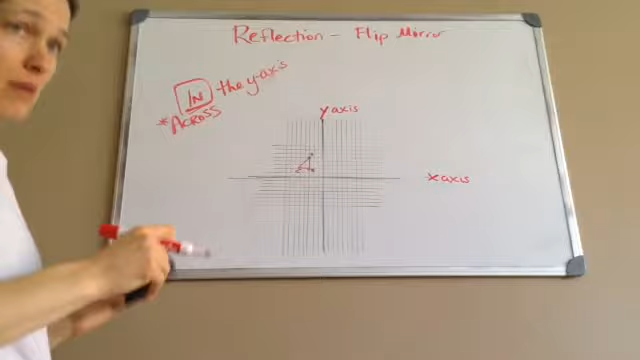 Reflection – Flip Mirror
IN the y-axis
*ACROSS
y axis
x axis